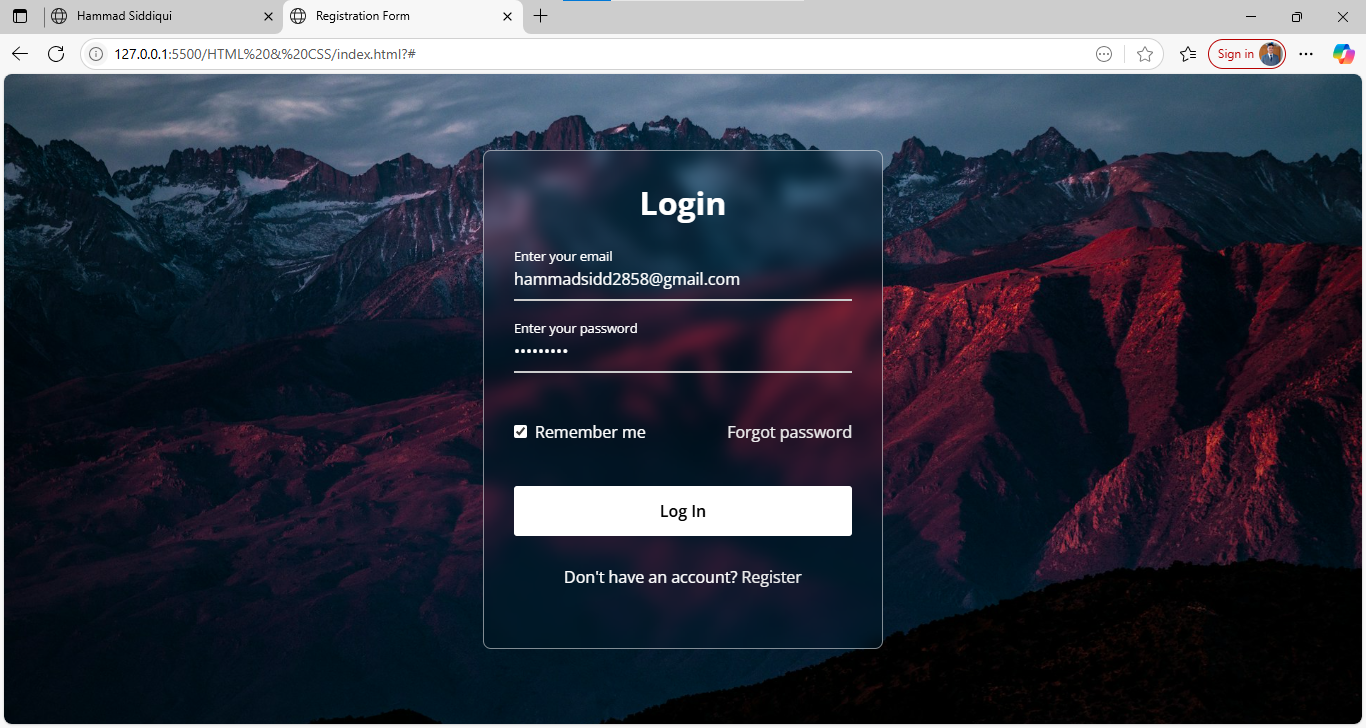 Hammad Siddiqui
Registration Form
127.0.0.1:5500/HTML%20&%20CSS/index.html?#
Sign in
Login
Enter your email
hammadsidd2858@gmail.com
Enter your password
•••••••••
Remember me
Forgot password
Log In
Don't have an account? Register